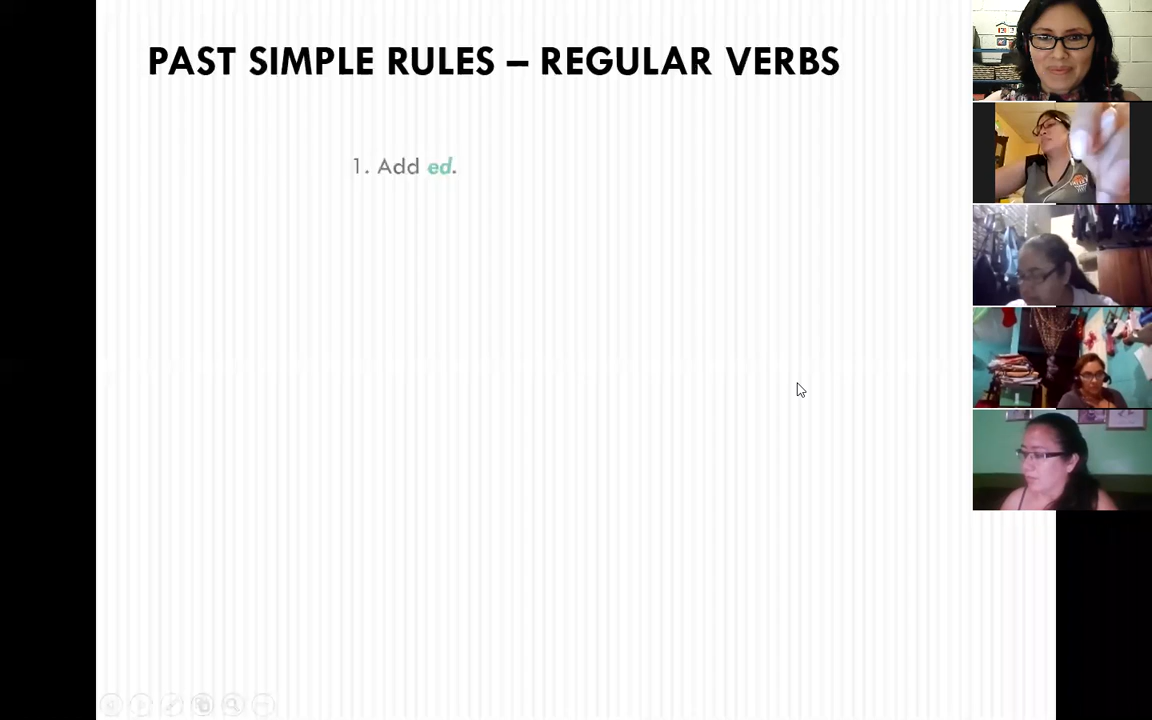 PAST SIMPLE RULES – REGULAR VERBS
1. Add ed.